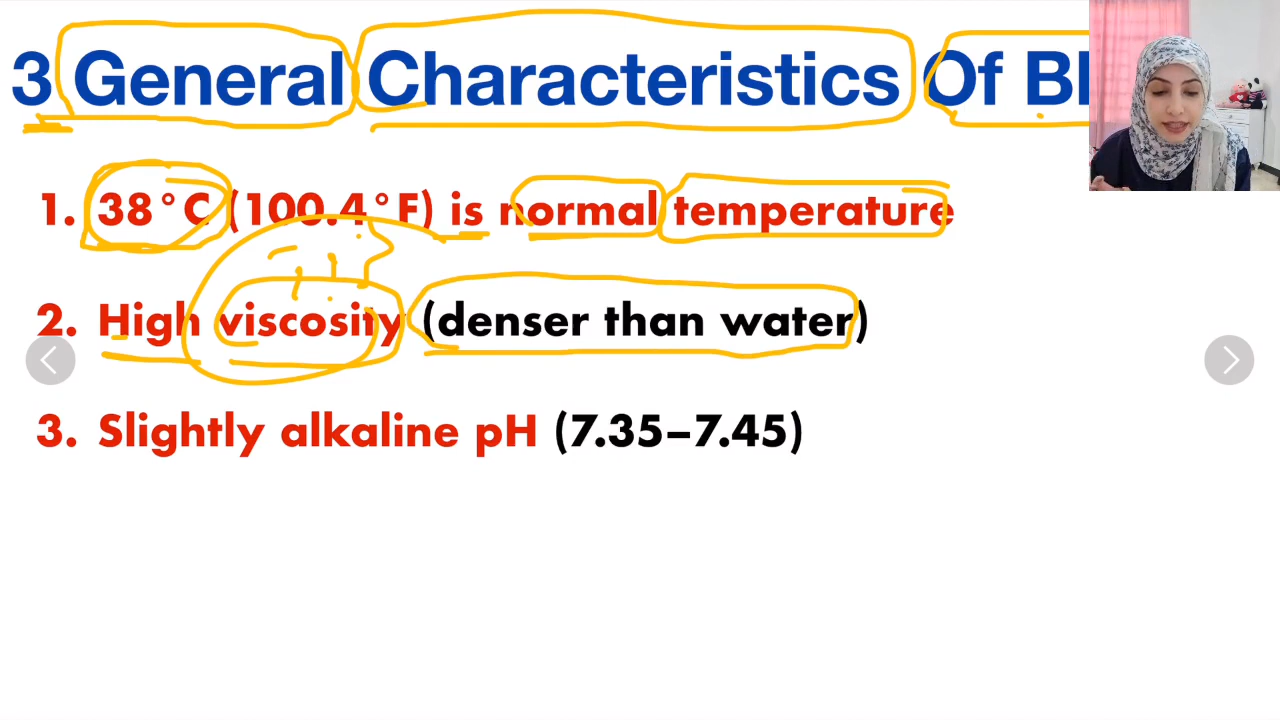 3 General Characteristics Of
1. 38°C (100.4°F) is normal temperature
2. High viscosity (denser than water)
3. Slightly alkaline pH (7.35–7.45)